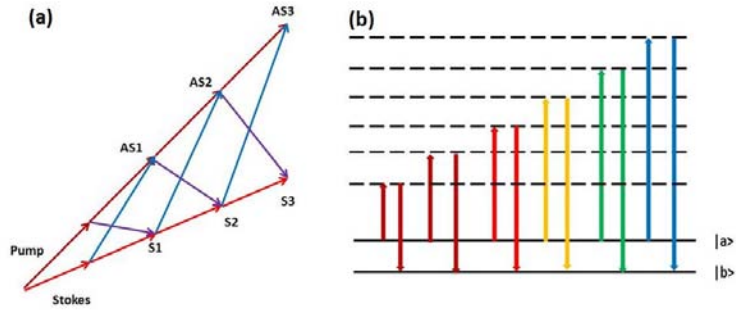 (a)
AS3
AS2
AS1
Pump
Stokes
S1
S2
S3
(b)
|a>
|b>